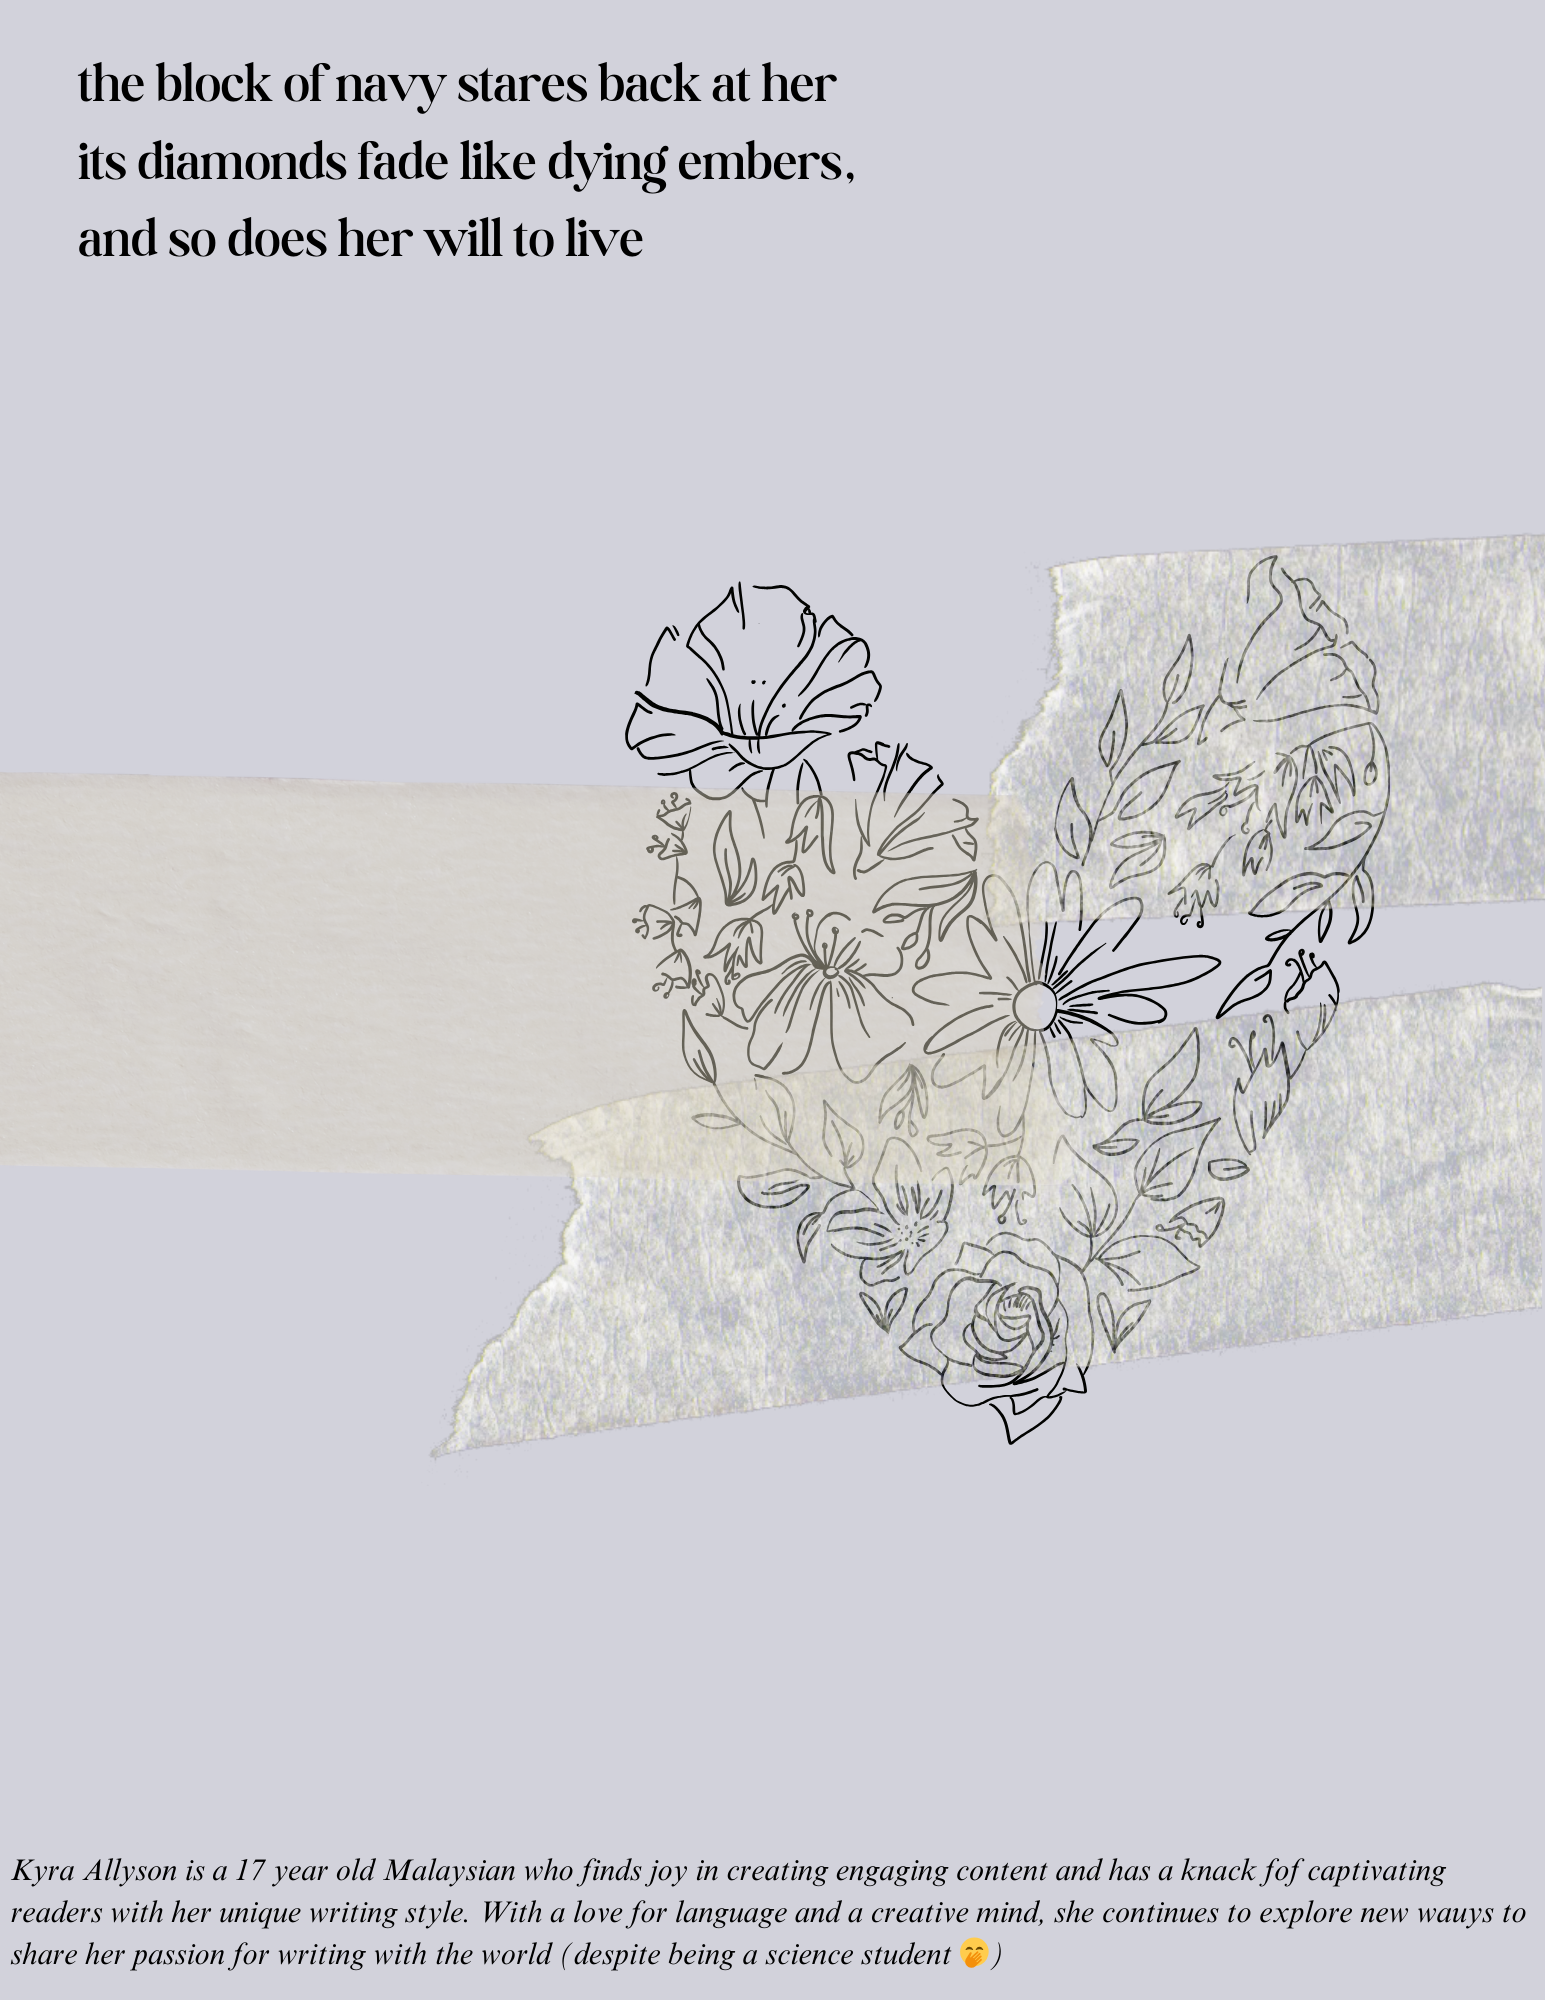 the block of navy stares back at her
its diamonds fade like dying embers,
and so does her will to live
Kyra Allyson is a 17 year old Malaysian who finds joy in creating engaging content and has a knack fof captivating
readers with her unique writing style. With a love for language and a creative mind, she continues to explore new wauys to
share her passion for writing with the world (despite being a science student 🤭)